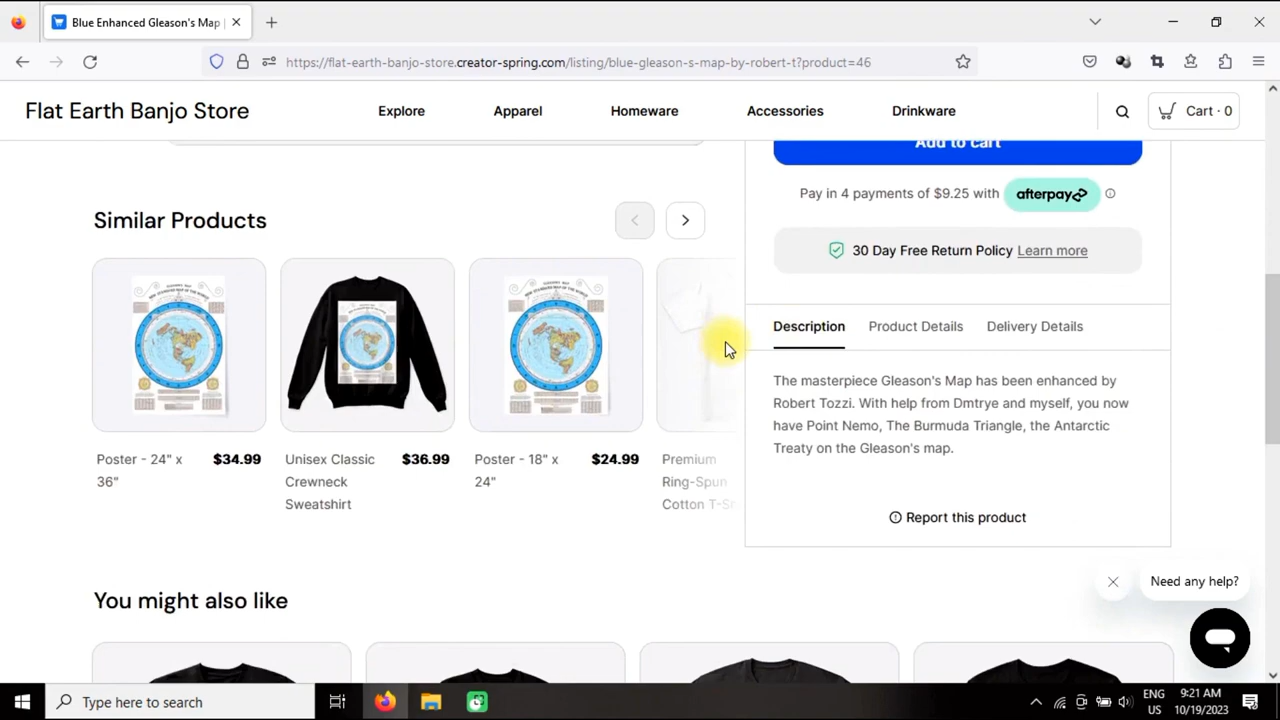 Blue Enhanced Gleason's Map |
https://flat-earth-banjo-store.creator-spring.com/listing/blue-gleason-s-map-by-robert-t?product=46
Flat Earth Banjo Store
Explore
Apparel
Homeware
Accessories
Drinkware
Cart · 0
Add to cart
Pay in 4 payments of $9.25 with afterpay
30 Day Free Return Policy Learn more
Similar Products
Poster - 24" x $34.99
36"
Unisex Classic $36.99
Crewneck
Sweatshirt
Poster - 18" x $24.99
24"
Premium
Ring-Spun
Cotton T-S
Description
Product Details
Delivery Details
The masterpiece Gleason's Map has been enhanced by
Robert Tozzi. With help from Dmtrye and myself, you now
have Point Nemo, The Burmuda Triangle, the Antarctic
Treaty on the Gleason's map.
Report this product
You might also like
Need any help?
Type here to search
ENG
US
9:21 AM
10/19/2023